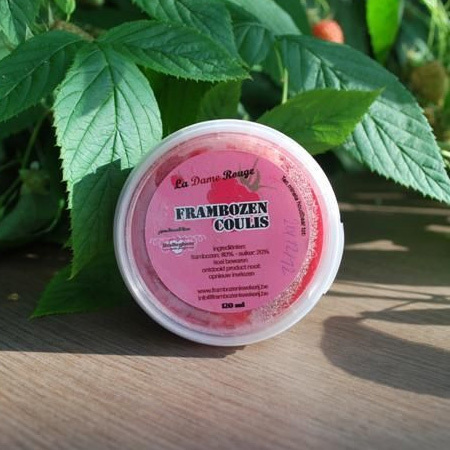 La Dame Rouge
FRAMBOZEN
COULIS
ingrediënten:
frambozen: 80% - suiker: 20%
koel bewaren
ontdooid product nooit
opnieuw invriezen
www.frambozenkwekerij.be
info@frambozenkwekerij.be
120 ml